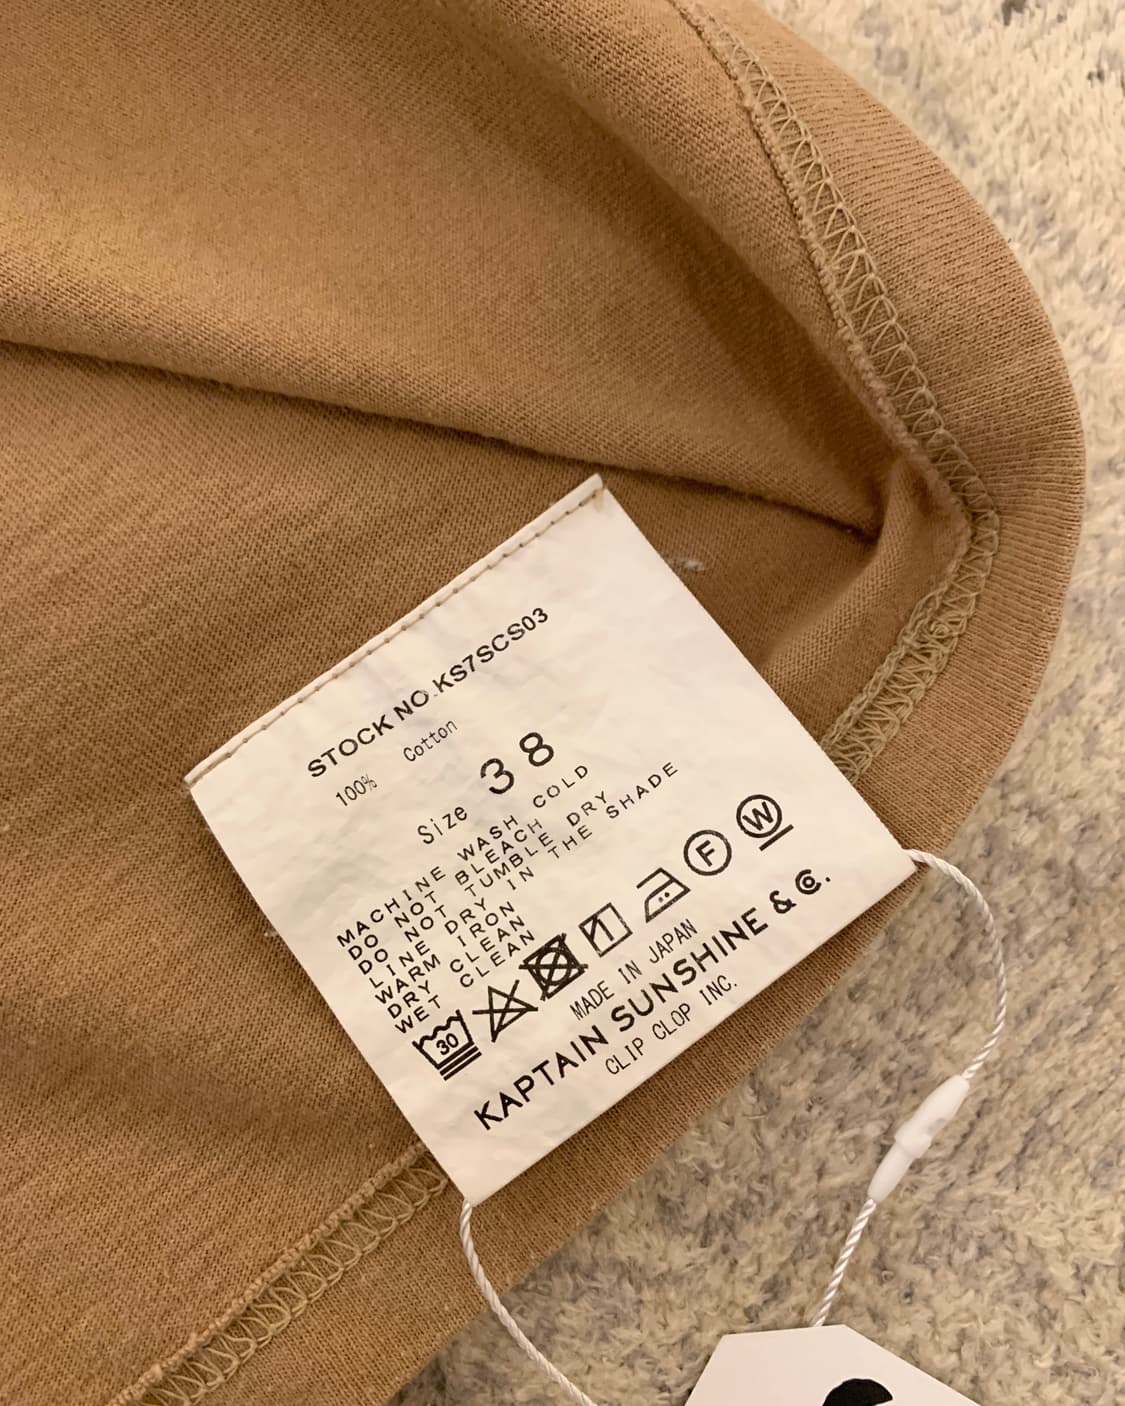 STOCK NO.KS7SCS03
100% Cotton
Size 38
MACHINE WASH COLD
DO NOT BLEACH
DO NOT TUMBLE DRY
LINE DRY IN THE SHADE
WARM IRON
DRY CLEAN
WET CLEAN
30 F W
MADE IN JAPAN
KAPTAIN SUNSHINE & Co.
CLIP CLOP INC.